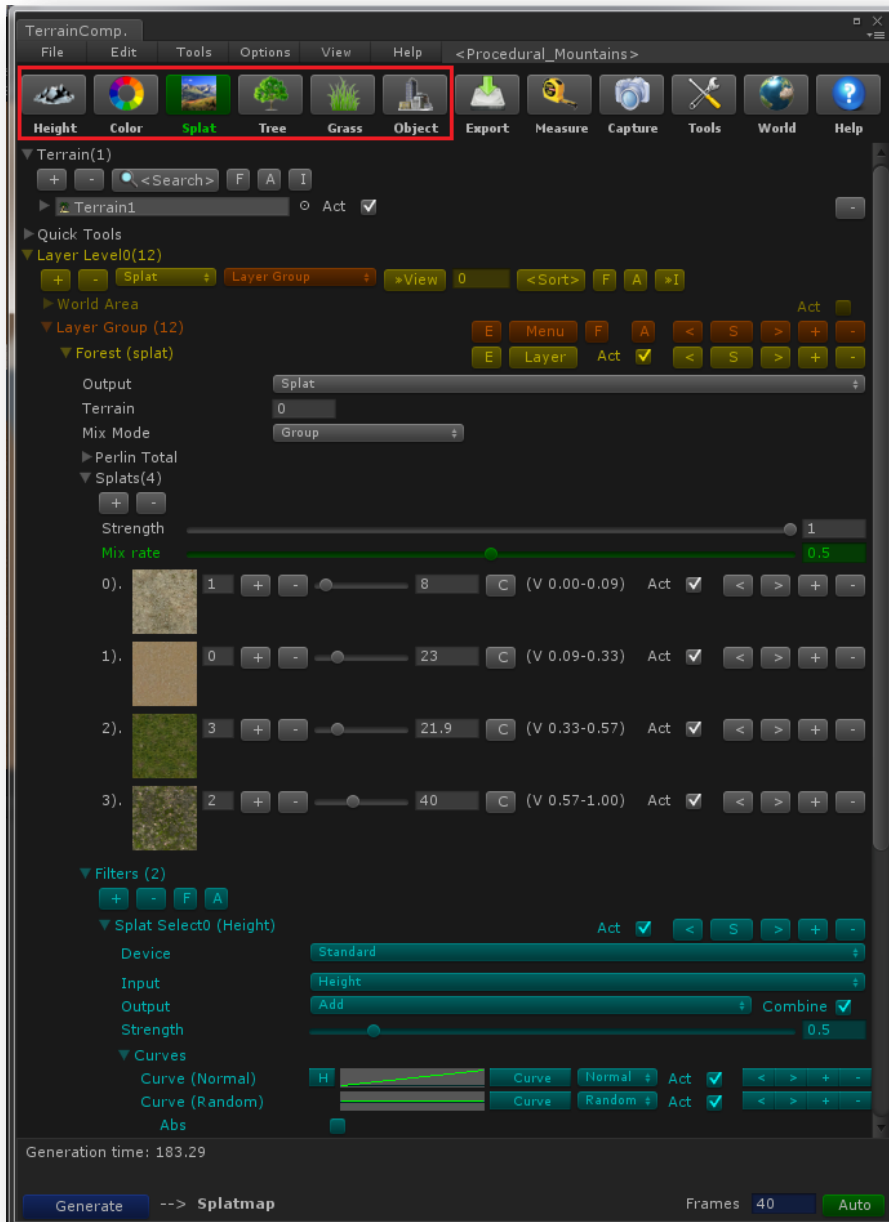 TerrainComp.
File Edit Tools Options View Help <Procedural_Mountains>
Height Color Splat Tree Grass Object Export Measure Capture Tools World Help
Terrain(1)
+ - <Search> F A I
Terrain1 Act -
Quick Tools
Layer Level0(12)
+ - Splat Layer Group »View 0 <Sort> F A »I
World Area Act
Layer Group (12) E Menu F A < S > + -
Forest (splat) E Layer Act < S > + -
Output Splat
Terrain 0
Mix Mode Group
Perlin Total
Splats(4)
+ -
Strength 1
Mix rate 0.5
0). 1 + - 8 C (V 0.00-0.09) Act < > + -
1). 0 + - 23 C (V 0.09-0.33) Act < > + -
2). 3 + - 21.9 C (V 0.33-0.57) Act < > + -
3). 2 + - 40 C (V 0.57-1.00) Act < > + -
Filters (2)
+ - F A
Splat Select0 (Height) Act < S > + -
Device Standard
Input Height
Output Add Combine
Strength 0.5
Curves
Curve (Normal) H Curve Normal Act < > + -
Curve (Random) Curve Random Act < > + -
Abs
Generation time: 183.29
Generate --> Splatmap Frames 40 Auto